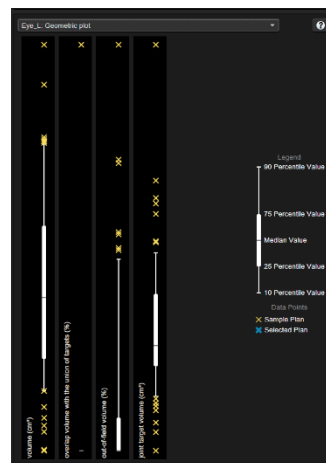 Eye_L. Geometric plot
?
volume (cm³)
overlap volume with the union of targets (%)
out-of-field volume (%)
joint target volume (cm³)
Legend
90 Percentile Value
75 Percentile Value
Median Value
25 Percentile Value
10 Percentile Value
Data Points
Sample Plan
Selected Plan